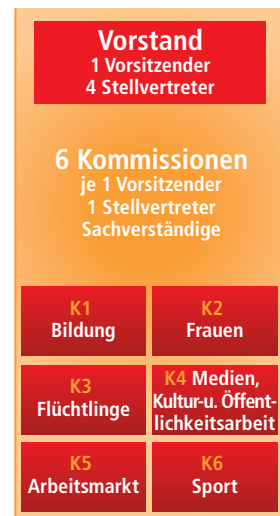 Vorstand
1 Vorsitzender
4 Stellvertreter
6 Kommissionen
je 1 Vorsitzender
1 Stellvertreter
Sachverständige
K1
Bildung
K2
Frauen
K3
Flüchtlinge
K4 Medien,
Kultur-u. Öffent-
lichkeitsarbeit
K5
Arbeitsmarkt
K6
Sport